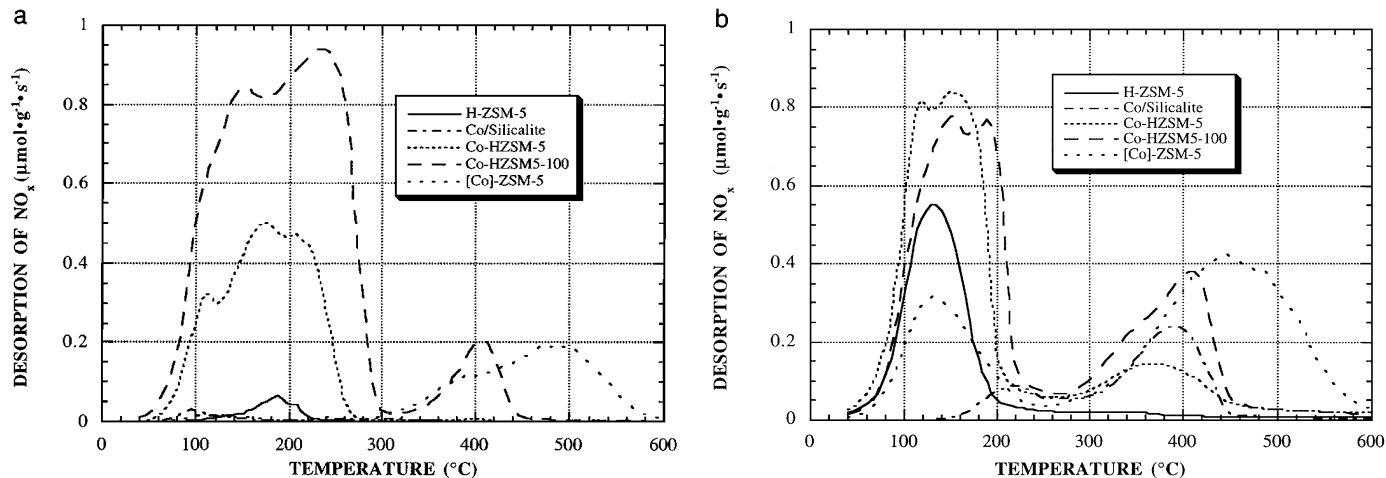 a
DESORPTION OF NOx (μmol•g-1•s-1)
1
0.8
0.6
0.4
0.2
0
0 100 200 300 400 500 600
TEMPERATURE (°C)
H-ZSM-5
Co/Silicalite
Co-HZSM-5
Co-HZSM5-100
[Co]-ZSM-5
b
DESORPTION OF NOx (μmol•g-1•s-1)
1
0.8
0.6
0.4
0.2
0
0 100 200 300 400 500 600
TEMPERATURE (°C)
H-ZSM-5
Co/Silicalite
Co-HZSM-5
Co-HZSM5-100
[Co]-ZSM-5